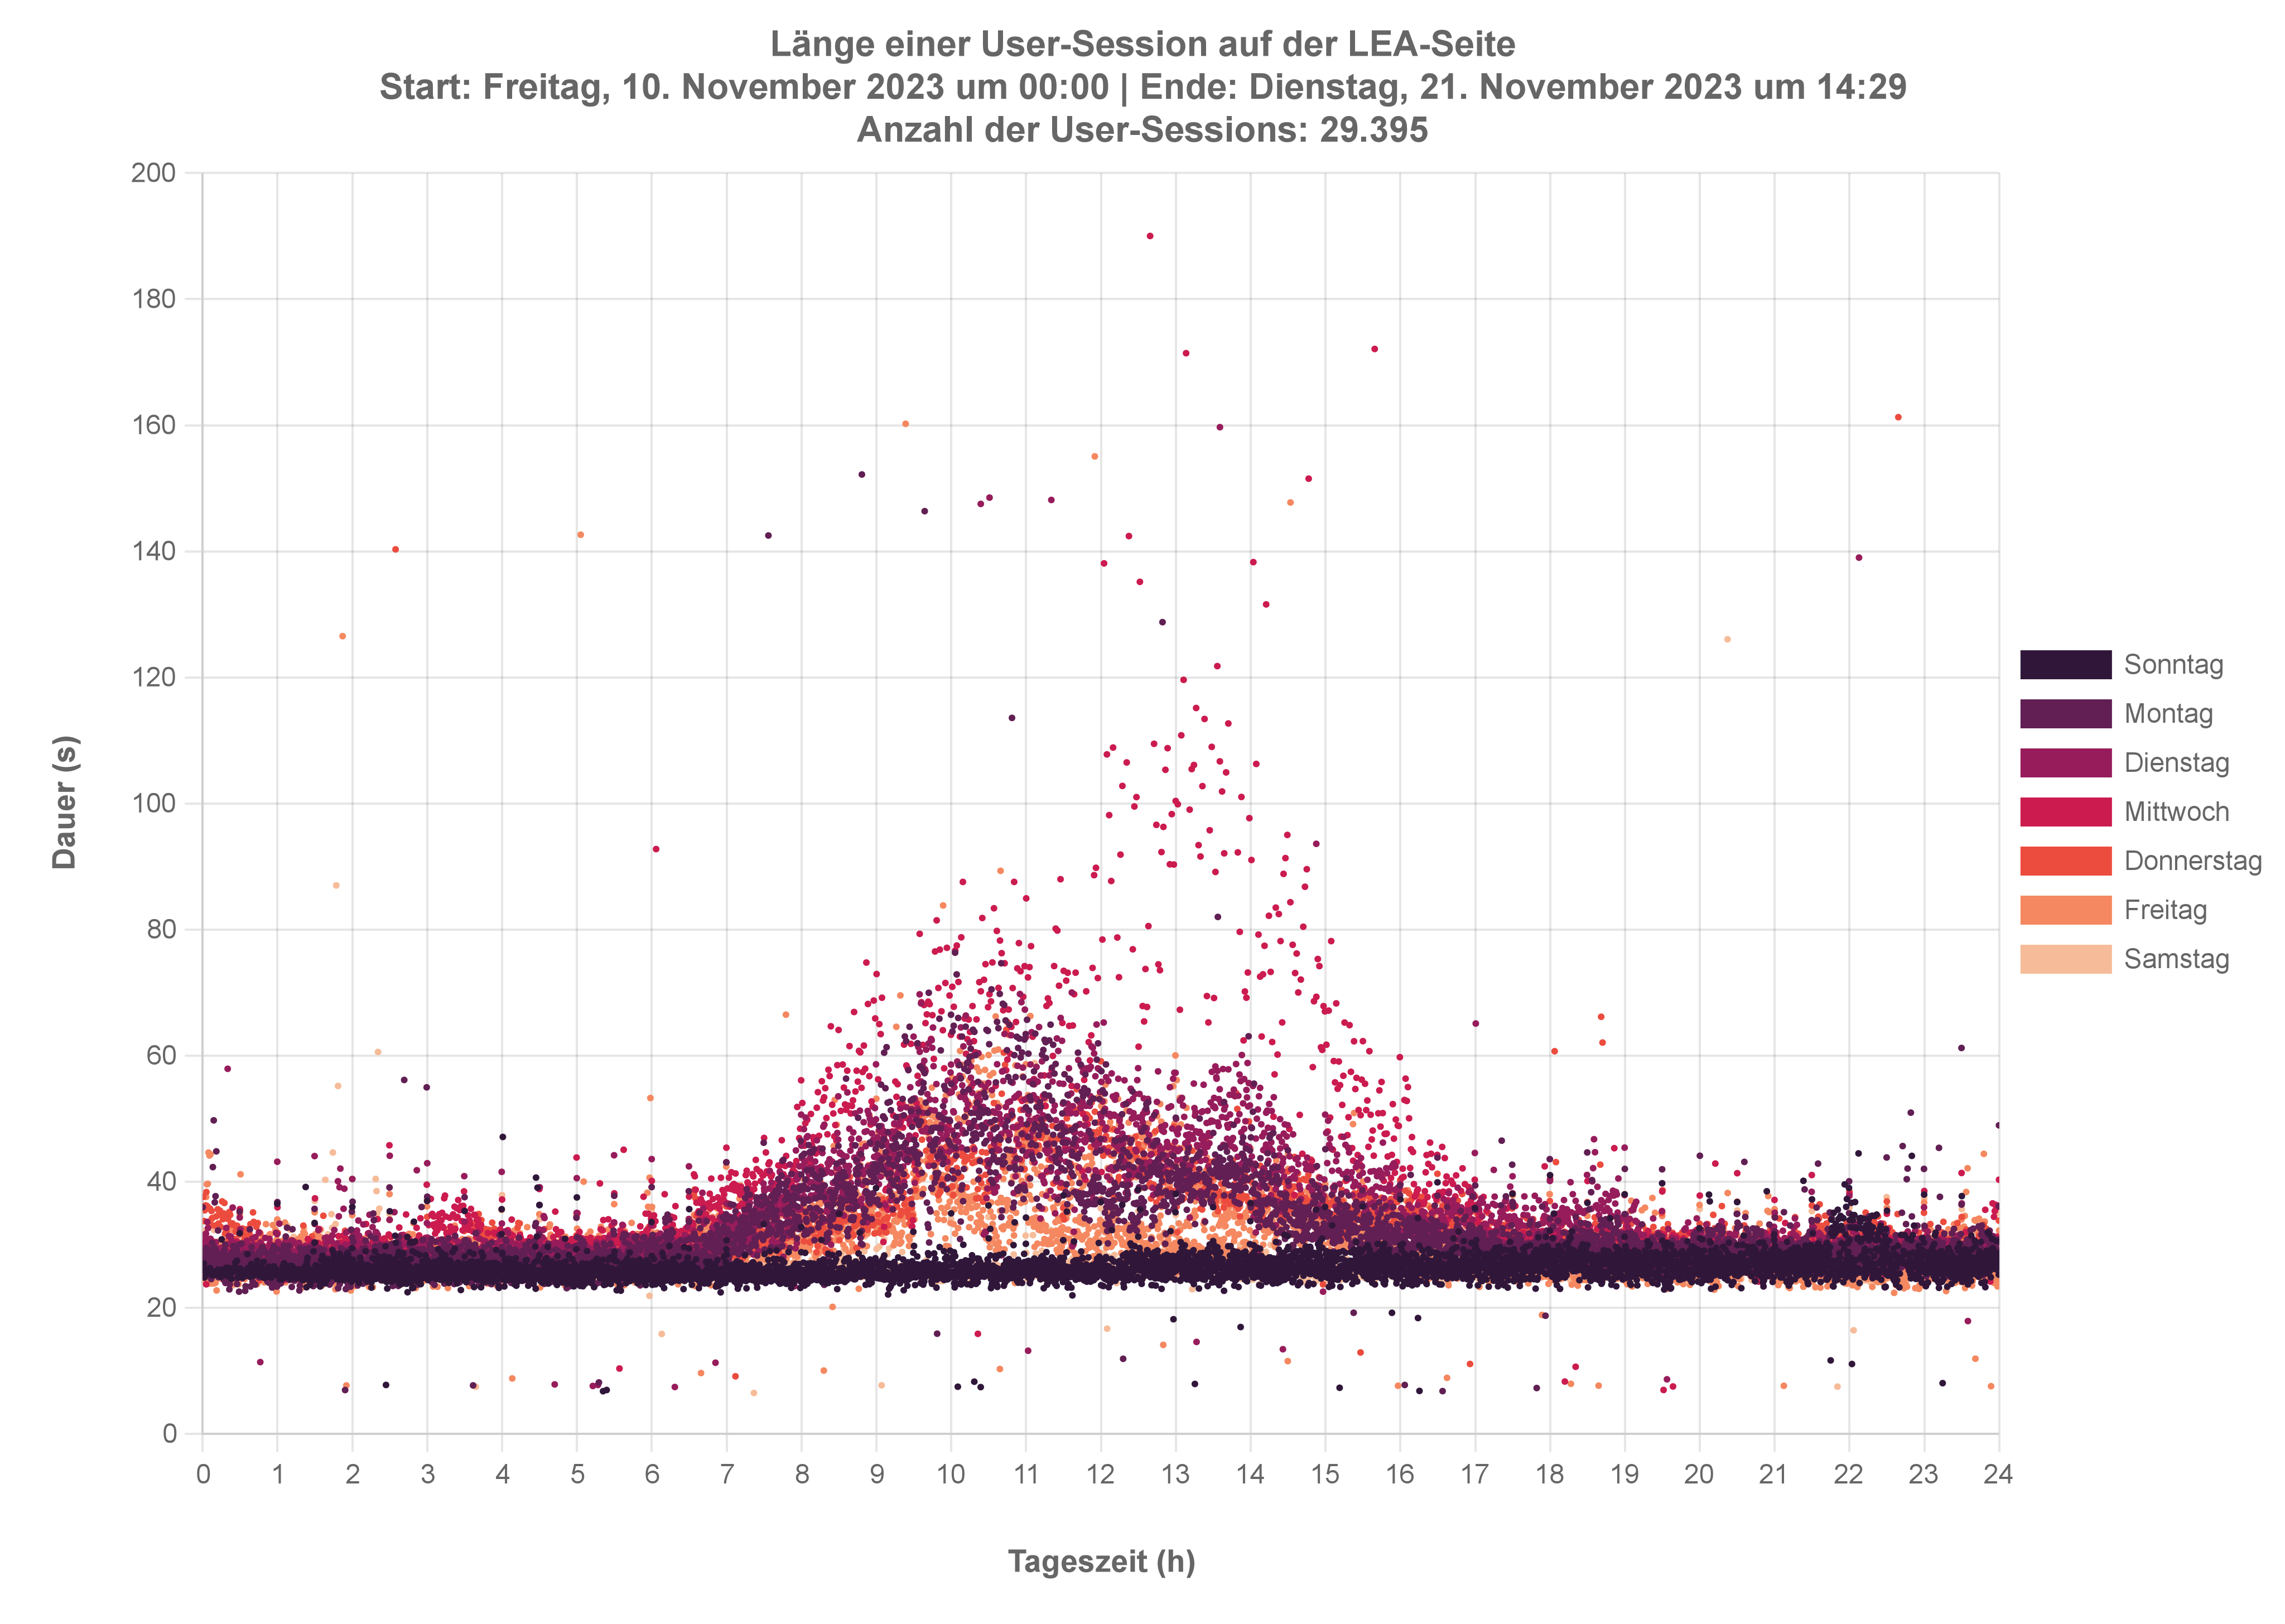 Länge einer User-Session auf der LEA-Seite
Start: Freitag, 10. November 2023 um 00:00 | Ende: Dienstag, 21. November 2023 um 14:29
Anzahl der User-Sessions: 29.395
200
180
160
140
120
100
80
60
40
20
0
Dauer (s)
0 1 2 3 4 5 6 7 8 9 10 11 12 13 14 15 16 17 18 19 20 21 22 23 24
Tageszeit (h)
Sonntag
Montag
Dienstag
Mittwoch
Donnerstag
Freitag
Samstag